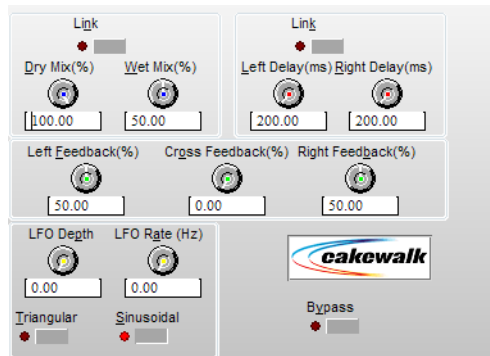 Link Link
Dry Mix(%) Wet Mix(%) Left Delay(ms) Right Delay(ms)
100.00 50.00 200.00 200.00
Left Feedback(%) Cross Feedback(%) Right Feedback(%)
50.00 0.00 50.00
LFO Depth LFO Rate (Hz)
cakewalk
0.00 0.00
Bypass
Triangular Sinusoidal